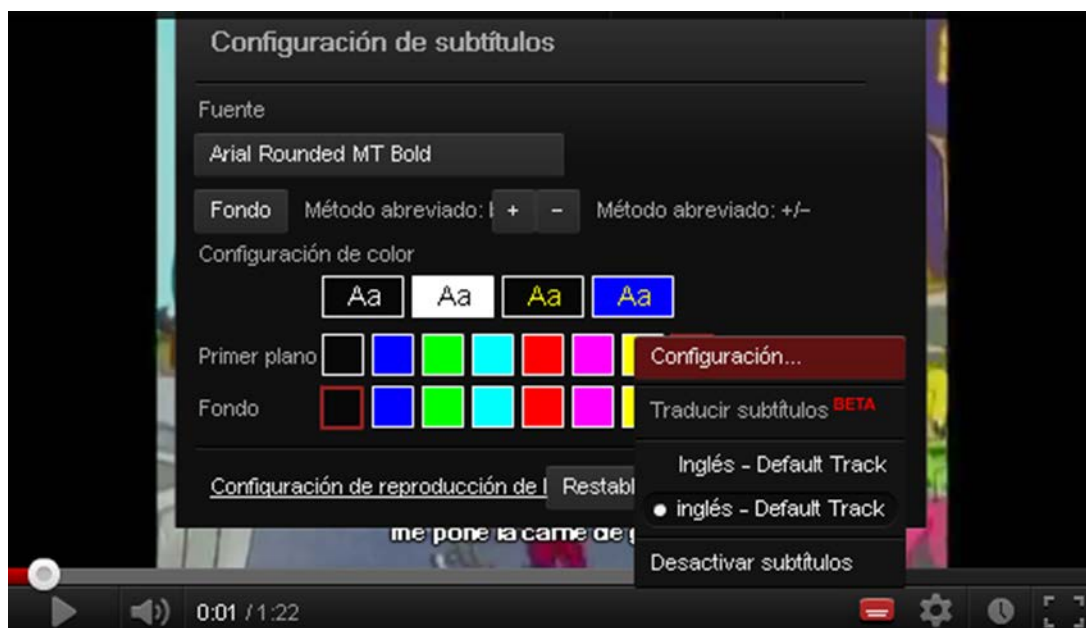 Configuración de subtítulos
Fuente
Arial Rounded MT Bold
Fondo Método abreviado: + − Método abreviado: +/−
Configuración de color
Aa Aa Aa Aa
Primer plano
Fondo
Configuración de reproducción de
Configuración...
Traducir subtítulos BETA
Inglés - Default Track
inglés - Default Track
Desactivar subtítulos
me pone la carne de
0:01 / 1:22